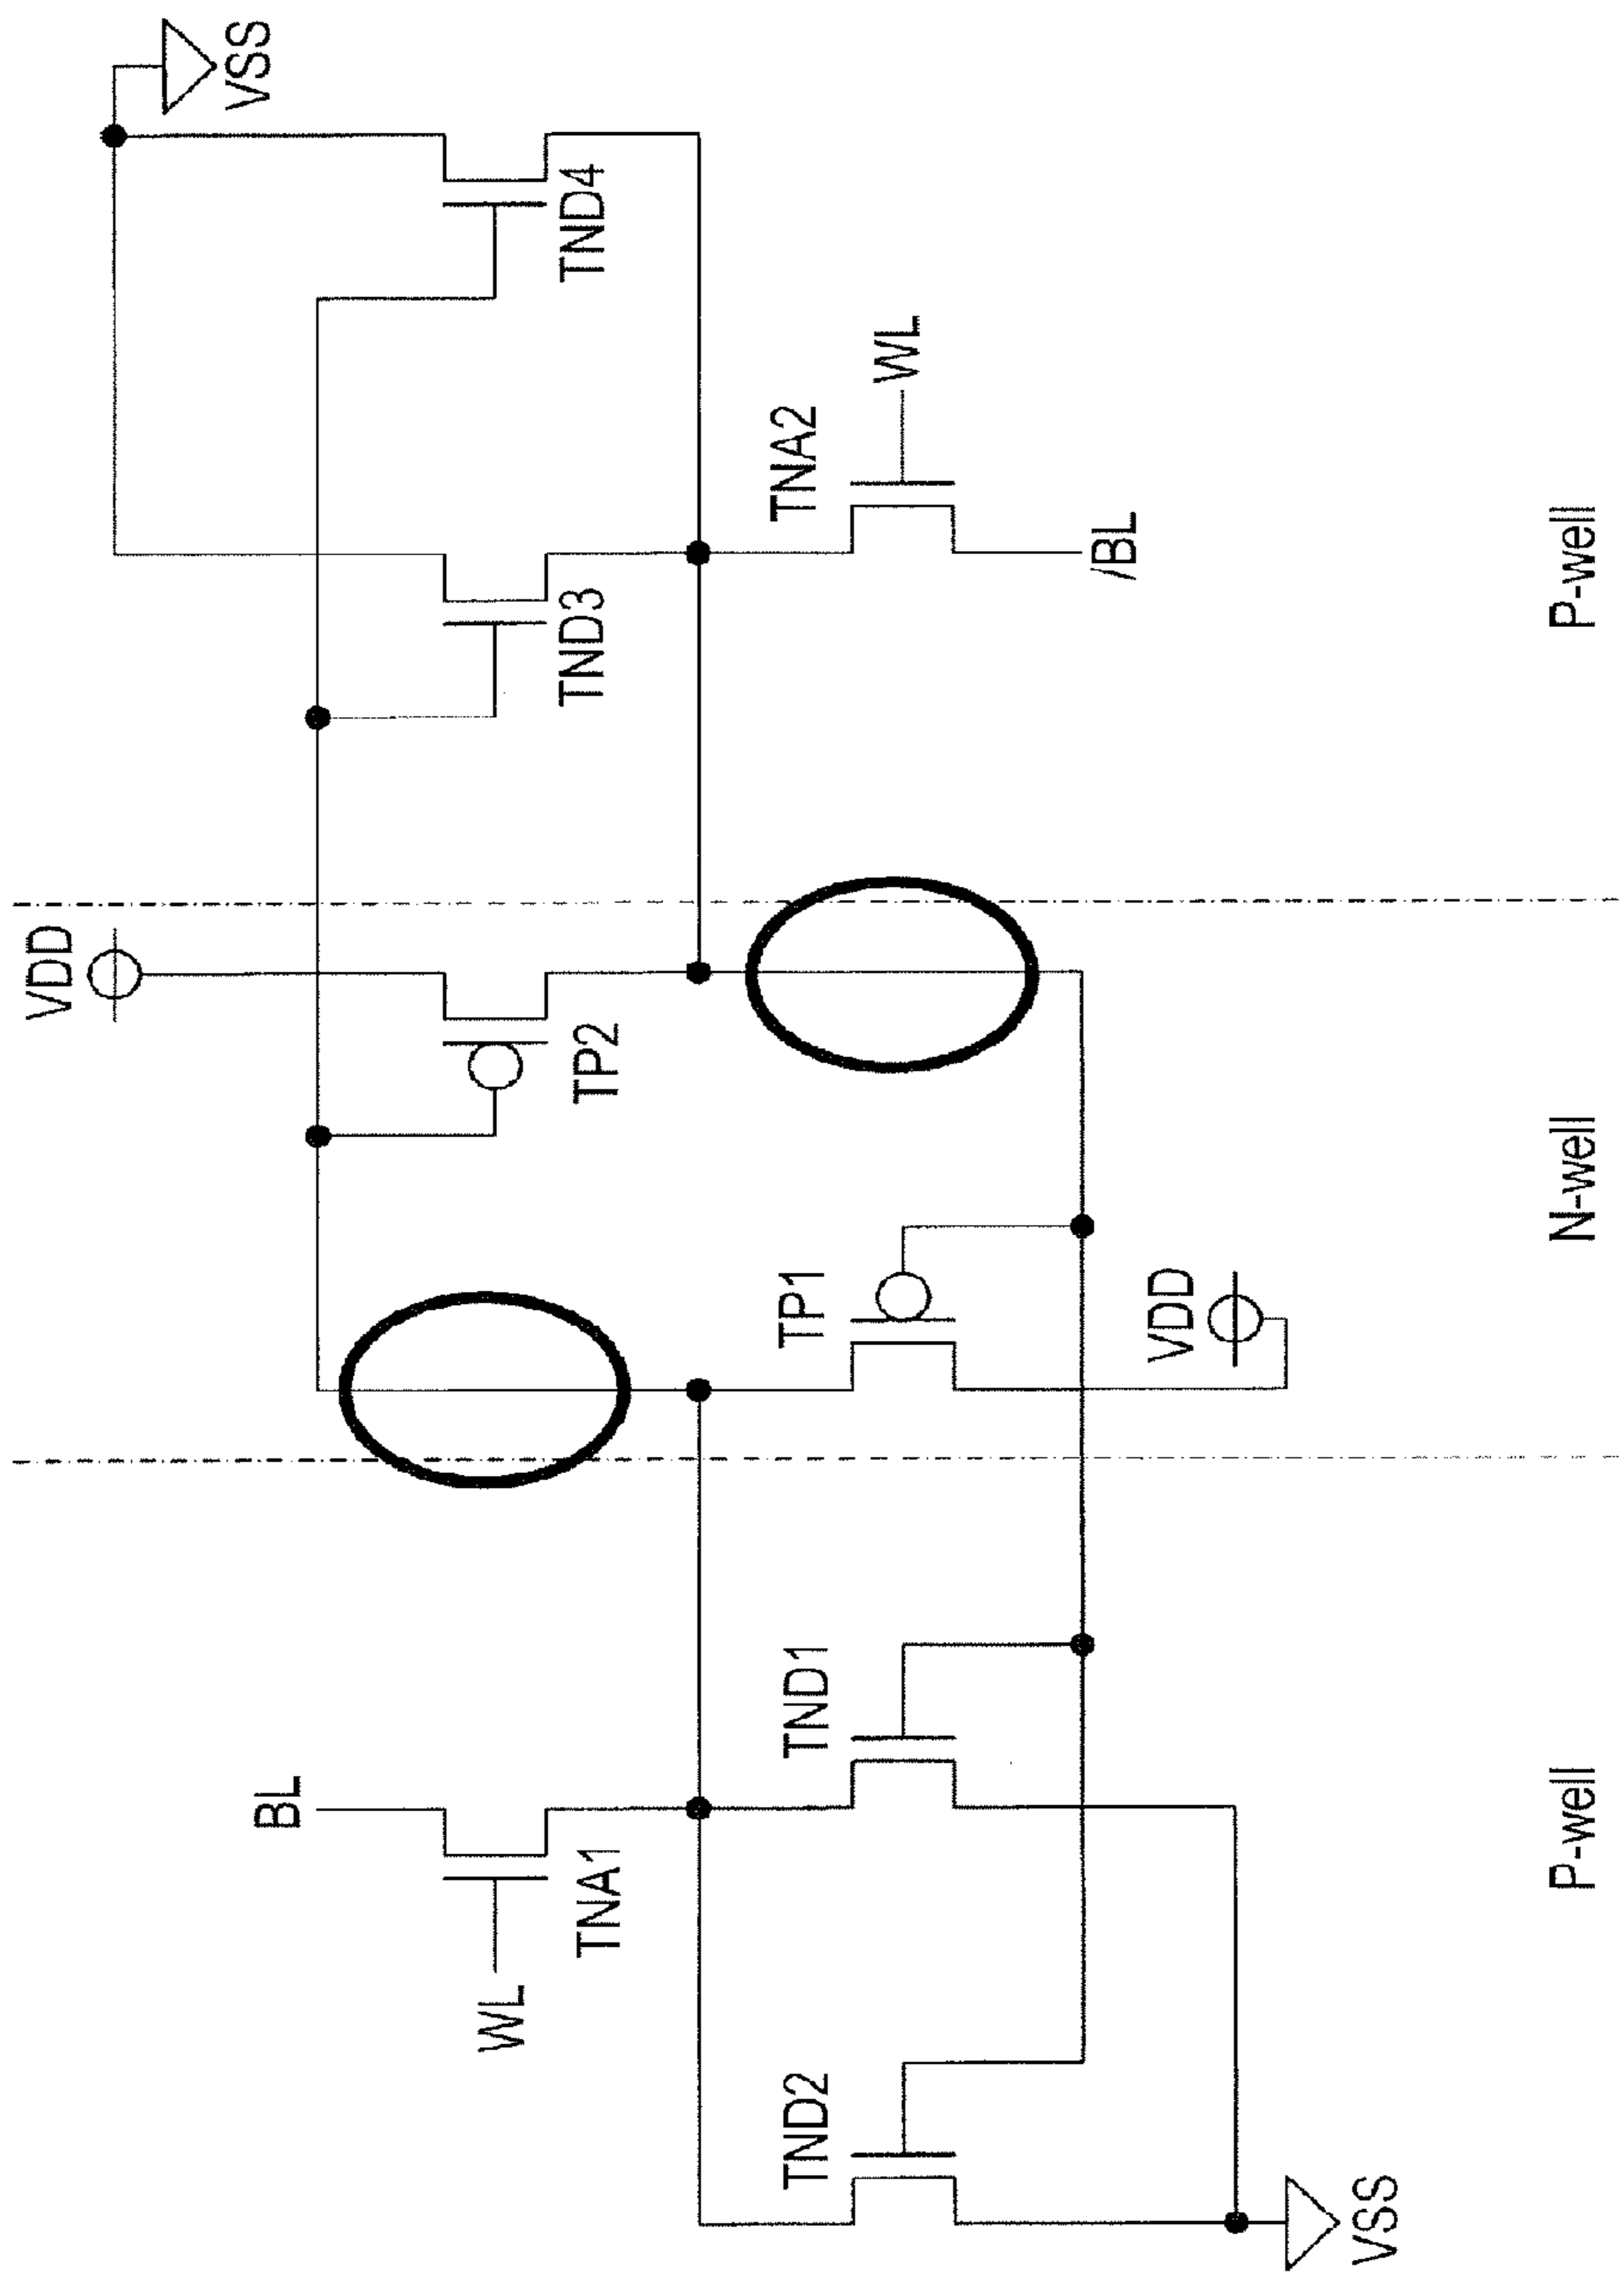 VDD
VSS
BL
WL
TNA1
TP2
TND3
TND4
TND2
TND1
TP1
TNA2
WL
/BL
VSS
VDD
P-well
N-well
P-well